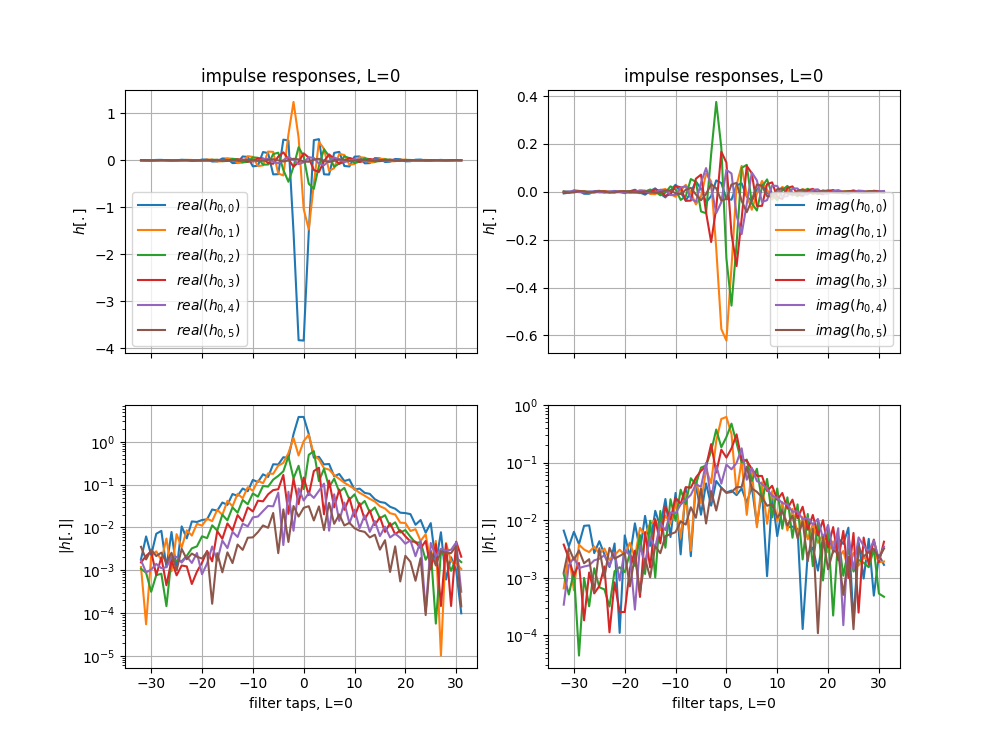 impulse responses, L=0
1
0
−1
−2
−3
−4
h[.]
real(h0,0)
real(h0,1)
real(h0,2)
real(h0,3)
real(h0,4)
real(h0,5)
impulse responses, L=0
0.4
0.2
0.0
−0.2
−0.4
−0.6
h[.]
imag(h0,0)
imag(h0,1)
imag(h0,2)
imag(h0,3)
imag(h0,4)
imag(h0,5)
10^0
10^−1
10^−2
10^−3
10^−4
10^−5
|h[.]|
−30 −20 −10 0 10 20 30
filter taps, L=0
10^0
10^−1
10^−2
10^−3
10^−4
|h[.]|
−30 −20 −10 0 10 20 30
filter taps, L=0